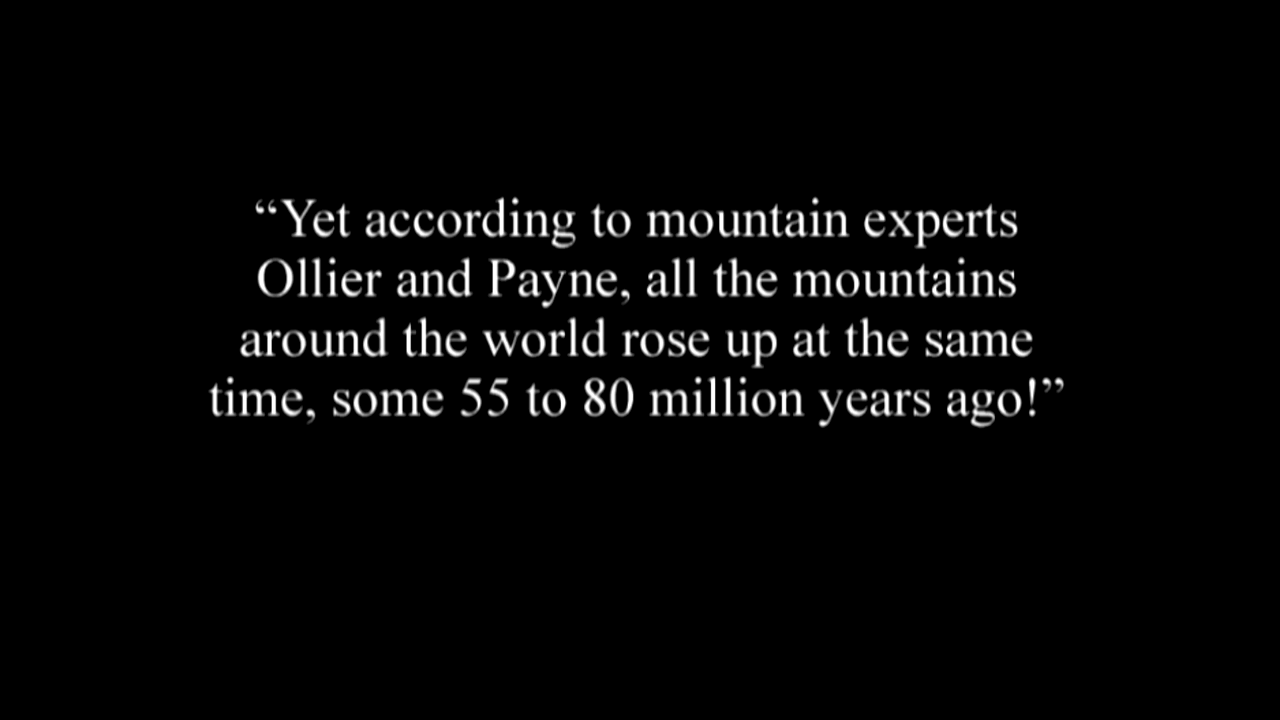 “Yet according to mountain experts
Ollier and Payne, all the mountains
around the world rose up at the same
time, some 55 to 80 million years ago!”